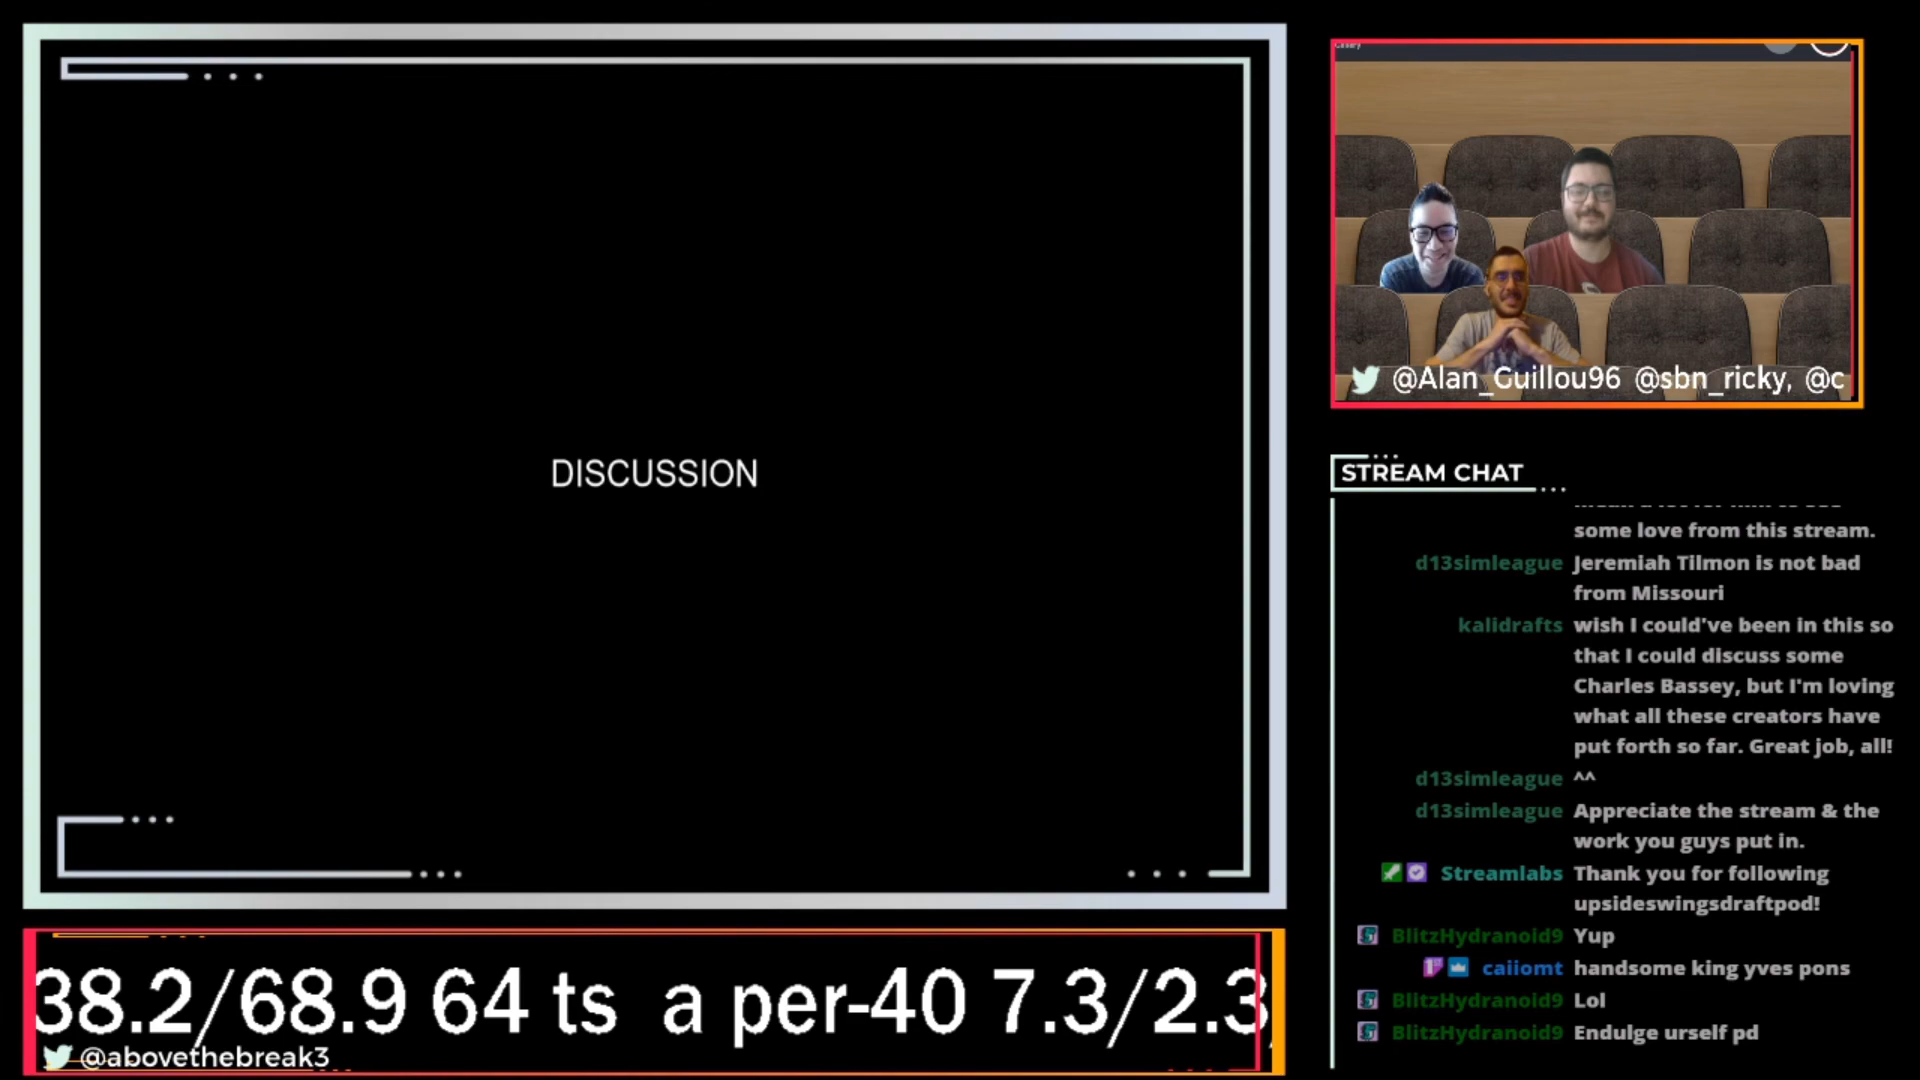 DISCUSSION
38.2/68.9 64 ts a per-40 7.3/2.3
@abovethebreak3
@Alan_Guillou96 @sbn_ricky, @c
STREAM CHAT
some love from this stream.
d13simleague Jeremiah Tilmon is not bad
from Missouri
kalidrafts wish I could've been in this so
that I could discuss some
Charles Bassey, but I'm loving
what all these creators have
put forth so far. Great job, all!
d13simleague ^^
d13simleague Appreciate the stream & the
work you guys put in.
Streamlabs Thank you for following
upsideswingsdraftpod!
BlitzHydranoid9 Yup
caiiomt handsome king yves pons
BlitzHydranoid9 Lol
BlitzHydranoid9 Endulge urself pd